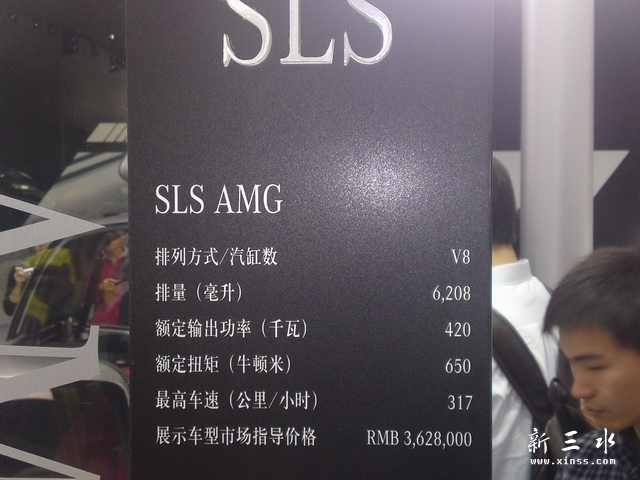 SLS
SLS AMG
排列方式/汽缸数 V8
排量（毫升） 6,208
额定输出功率（千瓦） 420
额定扭矩（牛顿米） 650
最高车速（公里/小时） 317
展示车型市场指导价格 RMB 3,628,000
新三水
www.xinss.com